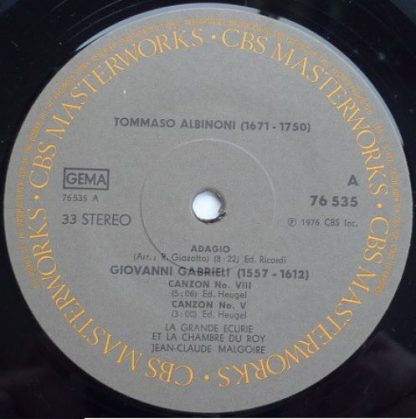 CBS MASTERWORKS · CBS MASTERWORKS · CBS MASTERWORKS · CBS MASTERWORKS ·
TOMMASO ALBINONI (1671 - 1750)
GEMA
76 535 A
33 STEREO
A
76 535
℗ 1976 CBS Inc.
ADAGIO
(Arr.: R. Giazotto) (8:22) Ed. Ricordi
GIOVANNI GABRIELI (1557 - 1612)
CANZON No. VIII
(5:06) Ed. Heugel
CANZON No. V
(3:00) Ed. Heugel
LA GRANDE ECURIE
ET LA CHAMBRE DU ROY
JEAN-CLAUDE MALGOIRE